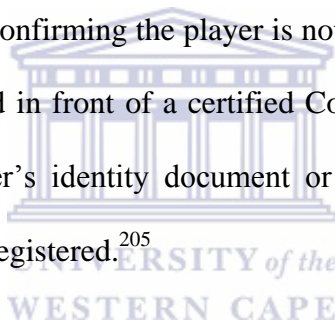 onfirming the player is no
d in front of a certified Co
er’s identity document or
egistered.205
UNIVERSITY of the
WESTERN CAPE